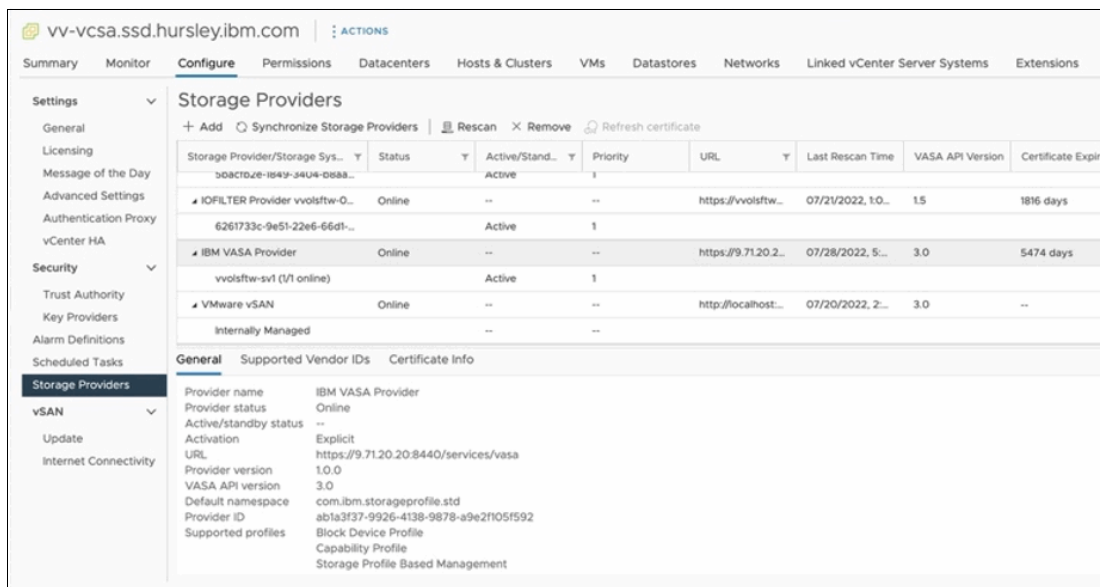 vv-vcsa.ssd.hursley.ibm.com ACTIONS
Summary Monitor Configure Permissions Datacenters Hosts & Clusters VMs Datastores Networks Linked vCenter Server Systems Extensions
Settings
General
Licensing
Message of the Day
Advanced Settings
Authentication Proxy
vCenter HA
Security
Trust Authority
Key Providers
Alarm Definitions
Scheduled Tasks
Storage Providers
vSAN
Update
Internet Connectivity
Storage Providers
+ Add Synchronize Storage Providers Rescan × Remove Refresh certificate
Storage Provider/Storage Sys... Status Active/Stand... Priority URL Last Rescan Time VASA API Version Certificate Expir
5bacfb2e-1849-3404-b8aa... Active 1
IOFILTER Provider vvolsftw-0... Online -- -- https://vvolsftw... 07/21/2022, 1:0... 1.5 1816 days
6261733c-9e51-22e6-66d1-... Active 1
IBM VASA Provider Online -- -- https://9.71.20.2... 07/28/2022, 5:... 3.0 5474 days
vvolsftw-sv1 (1/1 online) Active 1
VMware vSAN Online -- -- http://localhost:... 07/20/2022, 2:... 3.0 --
Internally Managed -- --
General Supported Vendor IDs Certificate Info
Provider name IBM VASA Provider
Provider status Online
Active/standby status --
Activation Explicit
URL https://9.71.20.20:8440/services/vasa
Provider version 1.0.0
VASA API version 3.0
Default namespace com.ibm.storageprofile.std
Provider ID ab1a3f37-9926-4138-9878-a9e2f105f592
Supported profiles Block Device Profile
Capability Profile
Storage Profile Based Management